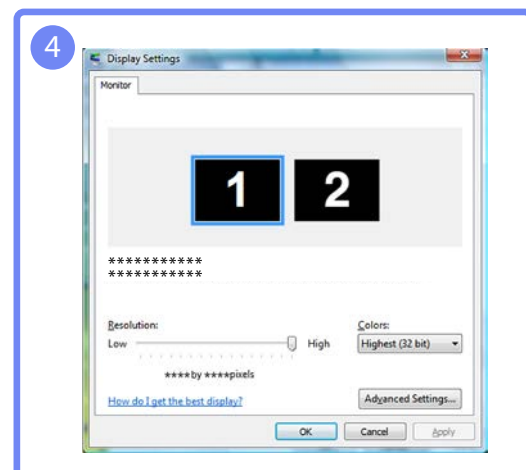 4
Display Settings
Monitor
1 2
***********
***********
Resolution:
Colors:
Low High
Highest (32 bit)
****by ****pixels
How do I get the best display?
Advanced Settings...
OK Cancel Apply